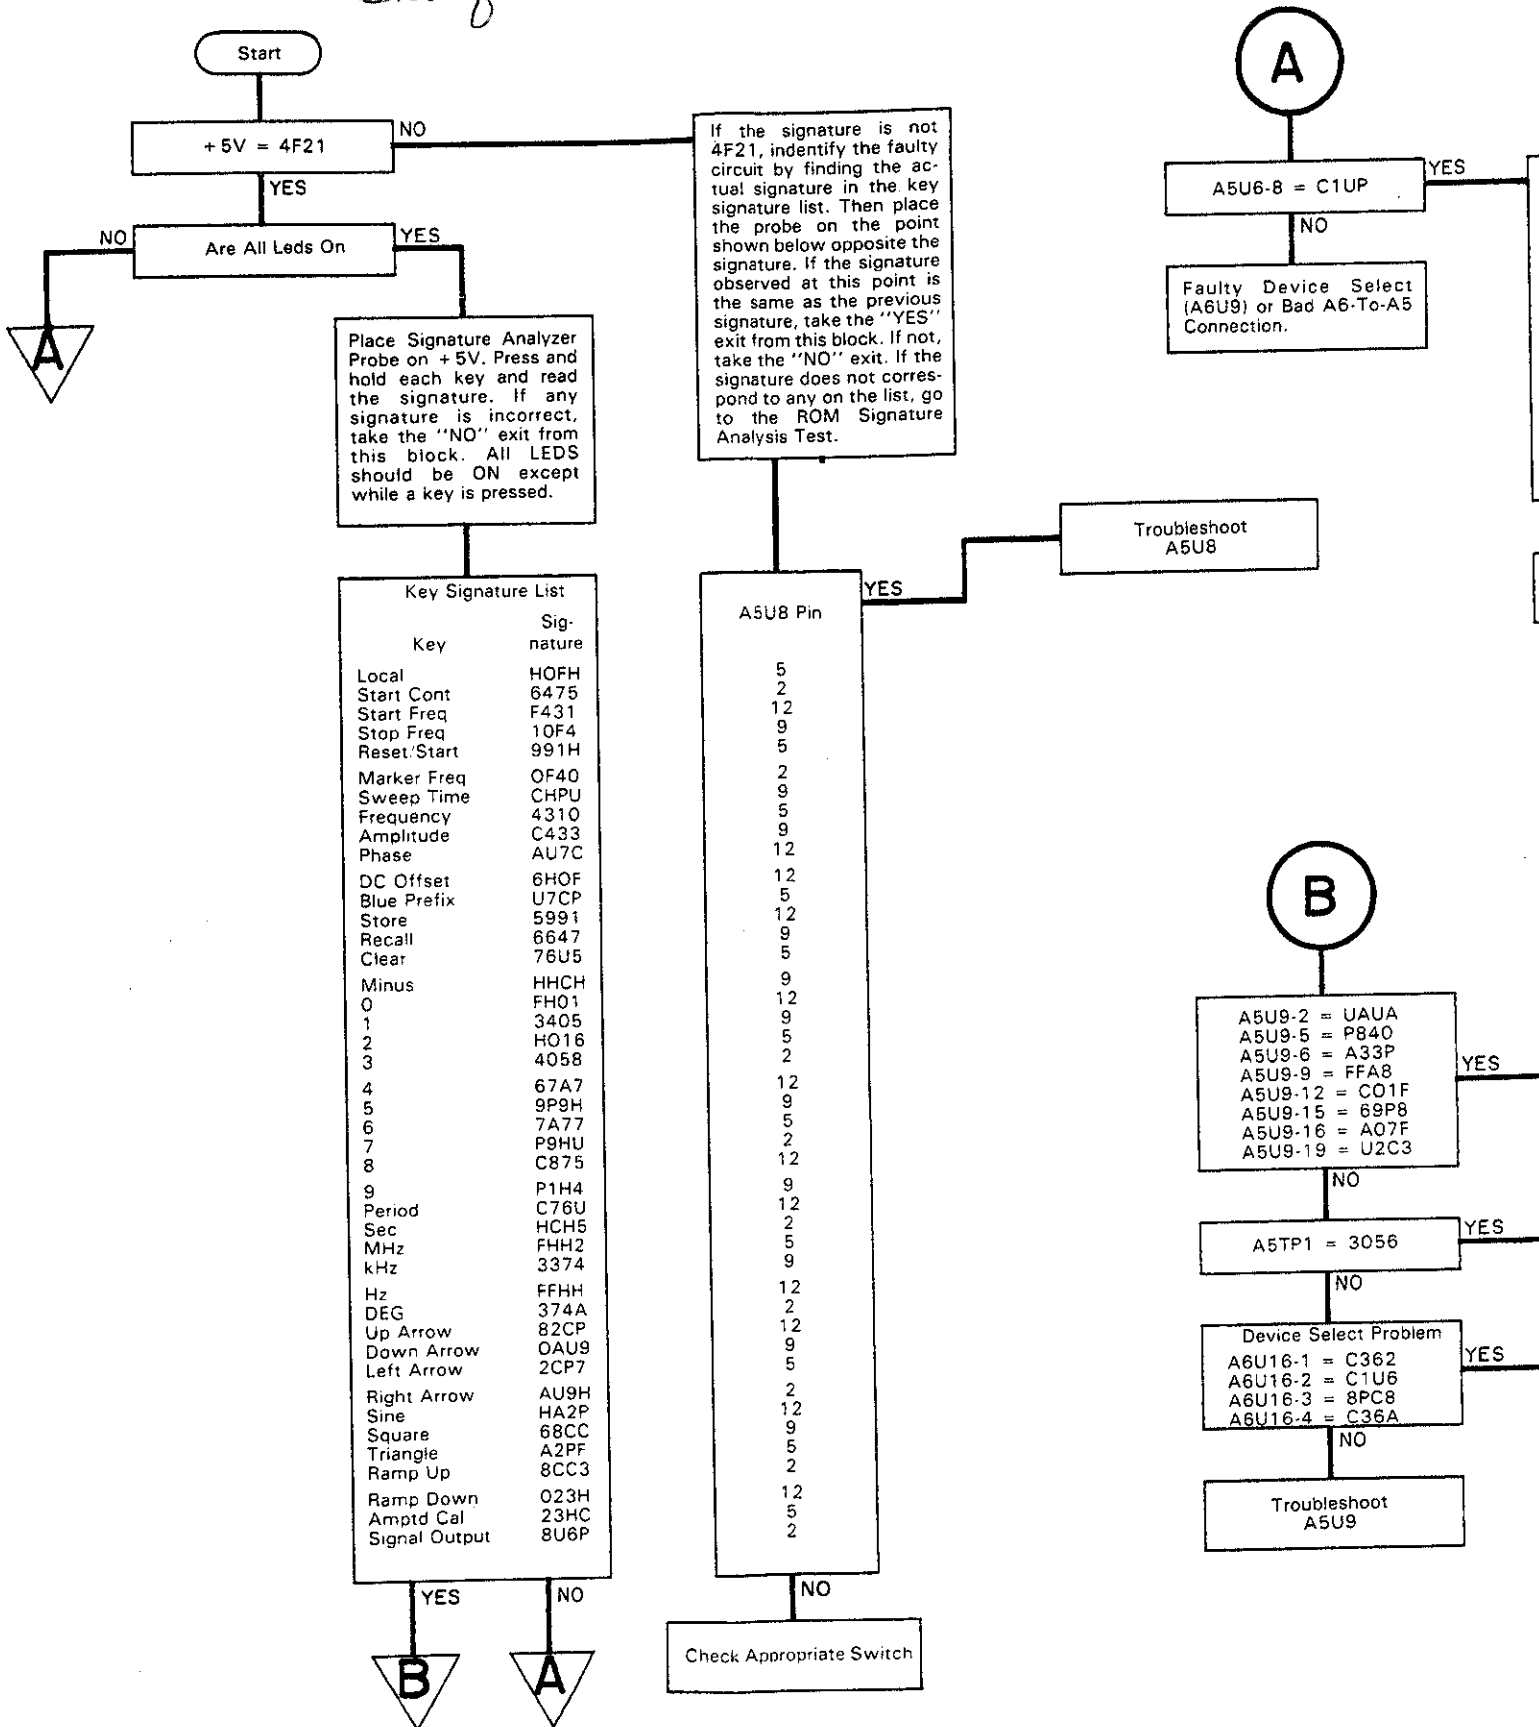 Start
+5V = 4F21
NO
YES
Are All Leds On
NO
YES
A
Place Signature Analyzer
Probe on +5V. Press and
hold each key and read
the signature. If any
signature is incorrect,
take the "NO" exit from
this block. All LEDS
should be ON except
while a key is pressed.
Key Signature List
Sig-
Key nature
Local HOFH
Start Cont 6475
Start Freq F431
Stop Freq 10F4
Reset/Start 991H
Marker Freq OF40
Sweep Time CHPU
Frequency 4310
Amplitude C433
Phase AU7C
DC Offset 6HOF
Blue Prefix U7CP
Store 5991
Recall 6647
Clear 76U5
Minus HHCH
0 FH01
1 3405
2 HO16
3 4058
4 67A7
5 9P9H
6 7A77
7 P9HU
8 C875
9 P1H4
Period C76U
Sec HCH5
MHz FHH2
kHz 3374
Hz FFHH
DEG 374A
Up Arrow 82CP
Down Arrow OAU9
Left Arrow 2CP7
Right Arrow AU9H
Sine HA2P
Square 68CC
Triangle A2PF
Ramp Up 8CC3
Ramp Down 023H
Amptd Cal 23HC
Signal Output 8U6P
YES
NO
B
A
If the signature is not
4F21, indentify the faulty
circuit by finding the ac-
tual signature in the key
signature list. Then place
the probe on the point
shown below opposite the
signature. If the signature
observed at this point is
the same as the previous
signature, take the "YES"
exit from this block. If not,
take the "NO" exit. If the
signature does not corres-
pond to any on the list, go
to the ROM Signature
Analysis Test.
A5U8 Pin
YES
5
2
12
9
5
2
9
5
9
12
12
5
12
9
5
9
12
9
5
2
12
9
5
2
12
9
12
2
5
9
12
2
12
9
5
2
12
9
5
2
12
5
2
NO
Check Appropriate Switch
Troubleshoot
A5U8
A
A5U6-8 = C1UP
YES
NO
Faulty Device Select
(A6U9) or Bad A6-To-A5
Connection.
B
A5U9-2 = UAUA
A5U9-5 = P840
A5U9-6 = A33P
A5U9-9 = FFA8
A5U9-12 = CO1F
A5U9-15 = 69P8
A5U9-16 = A07F
A5U9-19 = U2C3
YES
NO
A5TP1 = 3056
YES
NO
Device Select Problem
A6U16-1 = C362
A6U16-2 = C1U6
A6U16-3 = 8PC8
A6U16-4 = C36A
YES
NO
Troubleshoot
A5U9